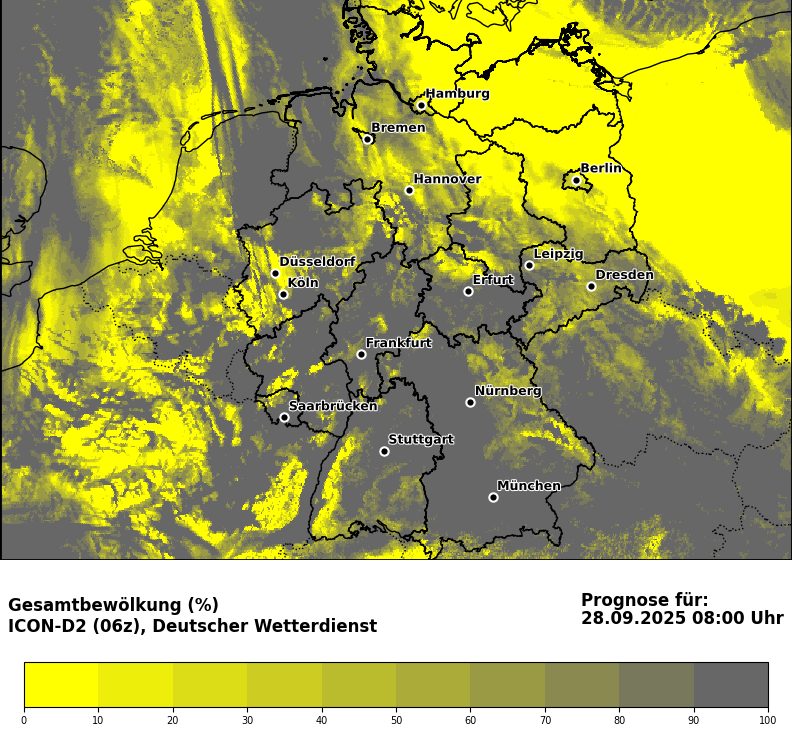 Hamburg
Bremen
Berlin
Hannover
Leipzig
Düsseldorf
Dresden
Köln
Erfurt
Frankfurt
Nürnberg
Saarbrücken
Stuttgart
München
Gesamtbewölkung (%)
ICON-D2 (06z), Deutscher Wetterdienst
Prognose für:
28.09.2025 08:00 Uhr
0 10 20 30 40 50 60 70 80 90 100